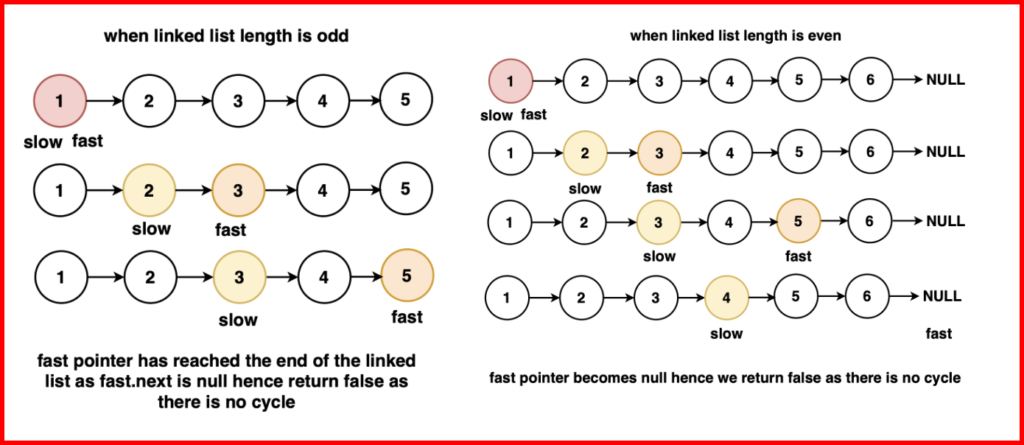 when linked list length is odd
1 2 3 4 5
slow fast
1 2 3 4 5
slow fast
1 2 3 4 5
slow fast
fast pointer has reached the end of the linked
list as fast.next is null hence return false as
there is no cycle
when linked list length is even
1 2 3 4 5 6 NULL
slow fast
1 2 3 4 5 6 NULL
slow fast
1 2 3 4 5 6 NULL
slow fast
1 2 3 4 5 6 NULL
slow fast
fast pointer becomes null hence we return false as there is no cycle